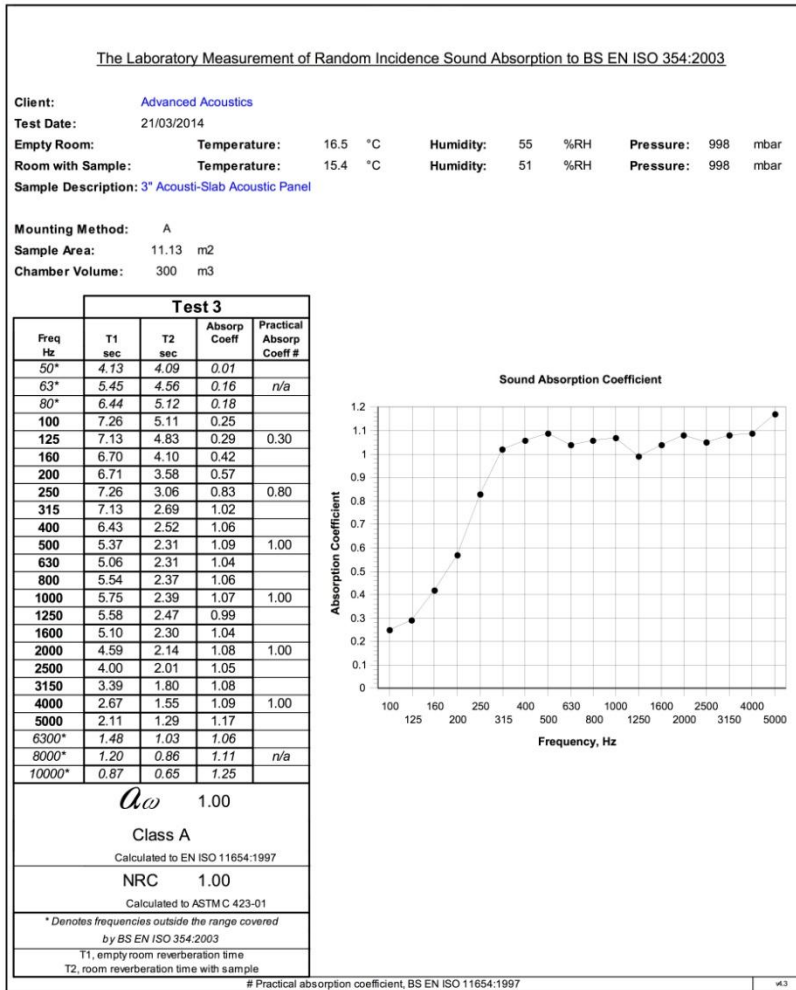 The Laboratory Measurement of Random Incidence Sound Absorption to BS EN ISO 354:2003
Client: Advanced Acoustics
Test Date: 21/03/2014
Empty Room: Temperature: 16.5 °C Humidity: 55 %RH Pressure: 998 mbar
Room with Sample: Temperature: 15.4 °C Humidity: 51 %RH Pressure: 998 mbar
Sample Description: 3" Acousti-Slab Acoustic Panel
Mounting Method: A
Sample Area: 11.13 m2
Chamber Volume: 300 m3
Test 3
Freq Hz T1 sec T2 sec Absorp Coeff Practical Absorp Coeff #
50* 4.13 4.09 0.01
63* 5.45 4.56 0.16 n/a
80* 6.44 5.12 0.18
100 7.26 5.11 0.25
125 7.13 4.83 0.29 0.30
160 6.70 4.10 0.42
200 6.71 3.58 0.57
250 7.26 3.06 0.83 0.80
315 7.13 2.69 1.02
400 6.43 2.52 1.06
500 5.37 2.31 1.09 1.00
630 5.06 2.31 1.04
800 5.54 2.37 1.06
1000 5.75 2.39 1.07 1.00
1250 5.58 2.47 0.99
1600 5.10 2.30 1.04
2000 4.59 2.14 1.08 1.00
2500 4.00 2.01 1.05
3150 3.39 1.80 1.08
4000 2.67 1.55 1.09 1.00
5000 2.11 1.29 1.17
6300* 1.48 1.03 1.06
8000* 1.20 0.86 1.11 n/a
10000* 0.87 0.65 1.25
αω 1.00
Class A
Calculated to EN ISO 11654:1997
NRC 1.00
Calculated to ASTM C 423-01
* Denotes frequencies outside the range covered
by BS EN ISO 354:2003
T1, empty room reverberation time
T2, room reverberation time with sample
Sound Absorption Coefficient
Absorption Coefficient
1.2
1.1
1
0.9
0.8
0.7
0.6
0.5
0.4
0.3
0.2
0.1
0
100 160 250 400 630 1000 1600 2500 4000
125 200 315 500 800 1250 2000 3150 5000
Frequency, Hz
# Practical absorption coefficient, BS EN ISO 11654:1997
v4.3